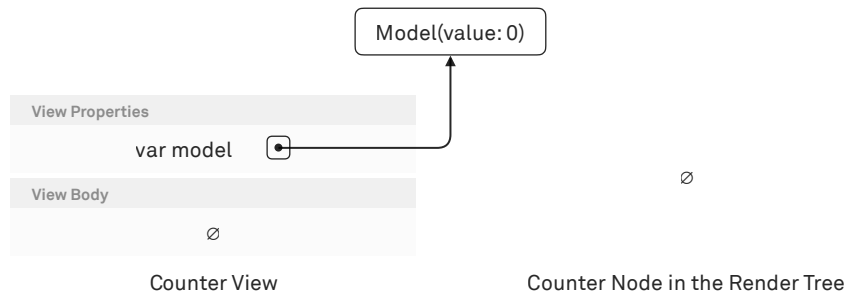 Model(value: 0)
View Properties
var model
View Body
∅
∅
Counter View
Counter Node in the Render Tree